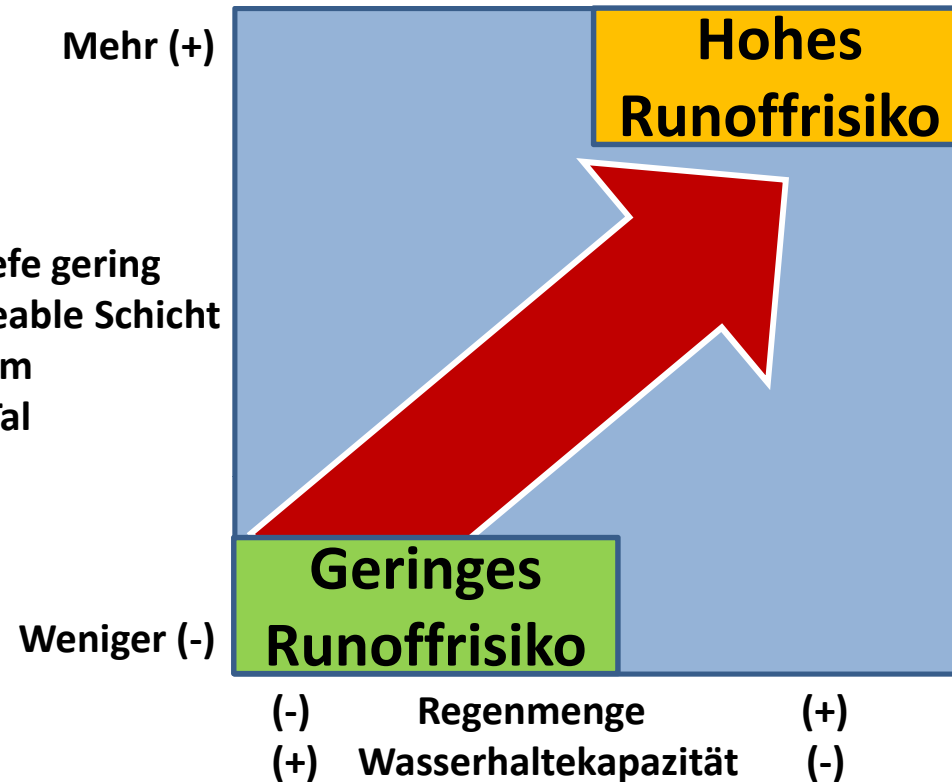 Mehr (+)
Hohes
Runoffrisiko
efe gering
eable Schicht
m
al
Geringes
Runoffrisiko
Weniger (-)
(-) Regenmenge (+)
(+) Wasserhaltekapazität (-)